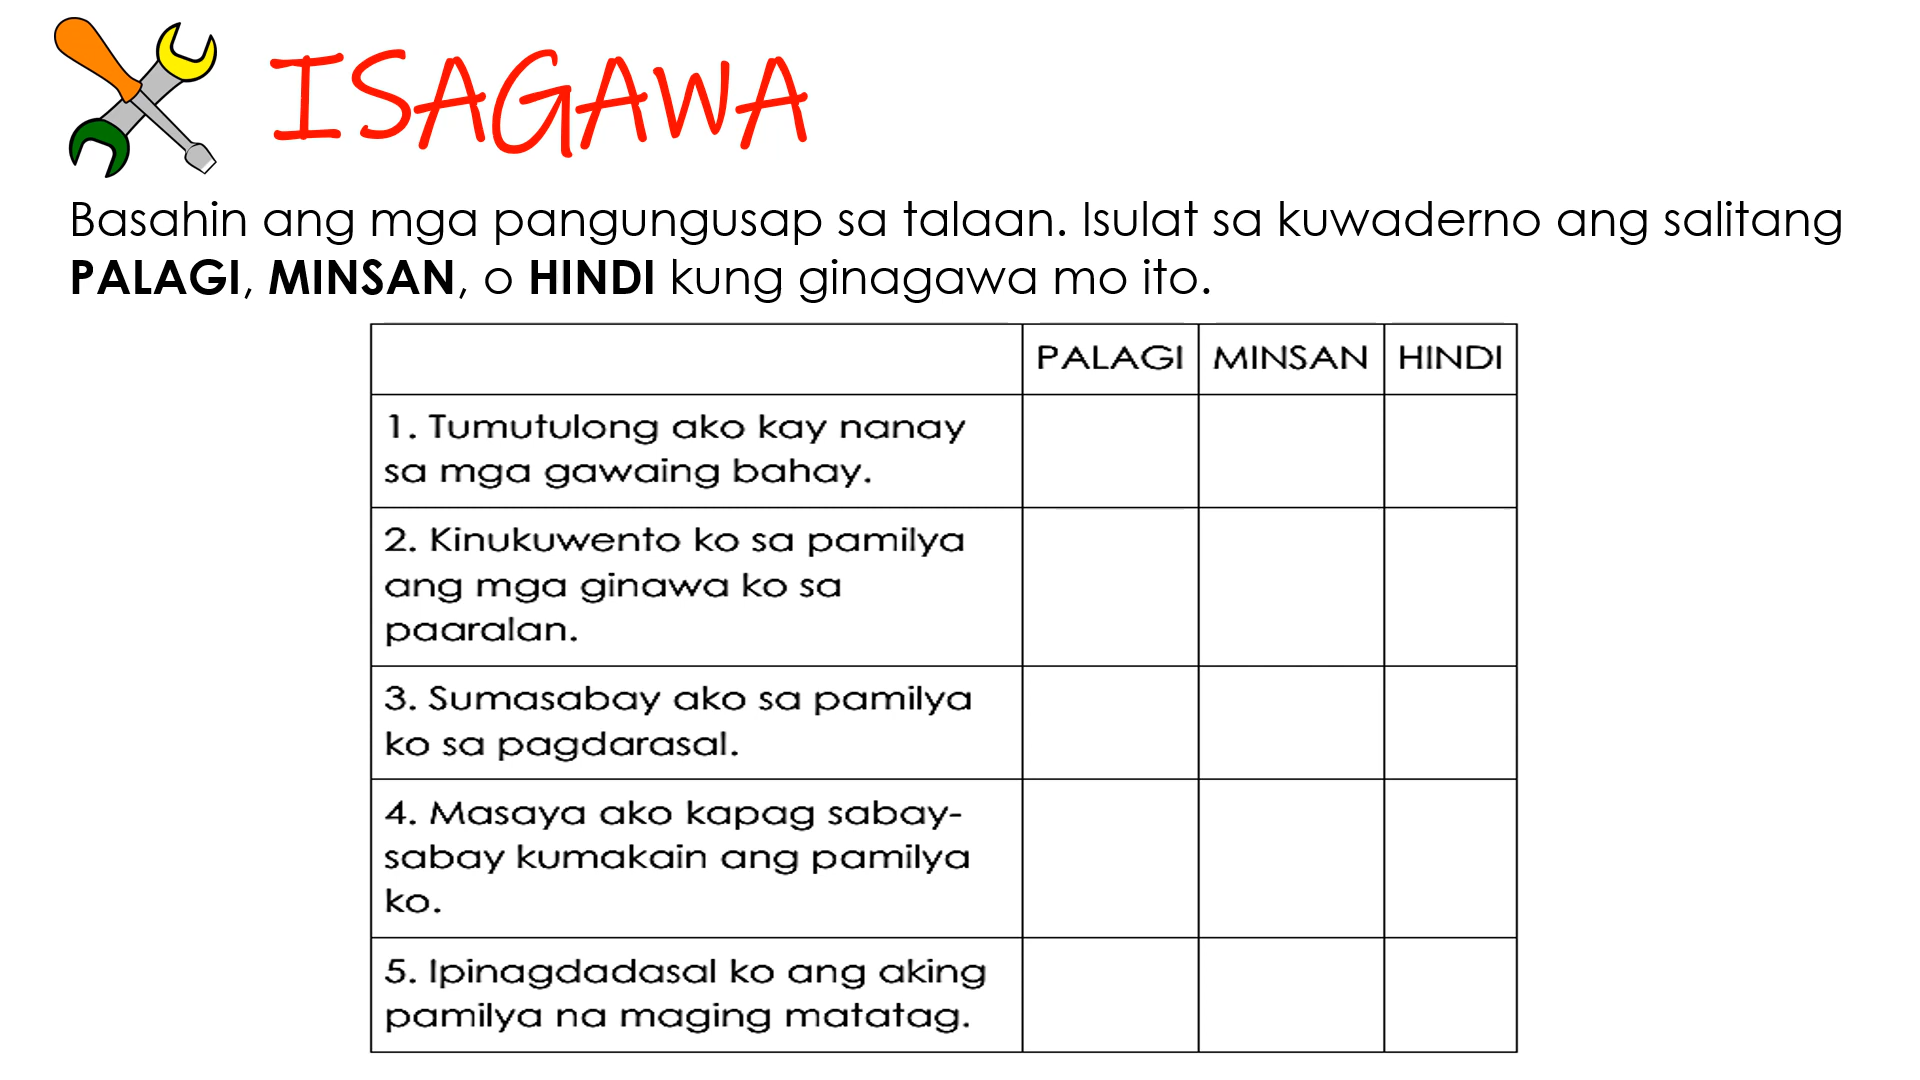 ISAGAWA
Basahin ang mga pangungusap sa talaan. Isulat sa kuwaderno ang salitang
PALAGI, MINSAN, o HINDI kung ginagawa mo ito.
PALAGI MINSAN HINDI
1. Tumutulong ako kay nanay
sa mga gawaing bahay.
2. Kinukuwento ko sa pamilya
ang mga ginawa ko sa
paaralan.
3. Sumasabay ako sa pamilya
ko sa pagdarasal.
4. Masaya ako kapag sabay-
sabay kumakain ang pamilya
ko.
5. Ipinagdadasal ko ang aking
pamilya na maging matatag.